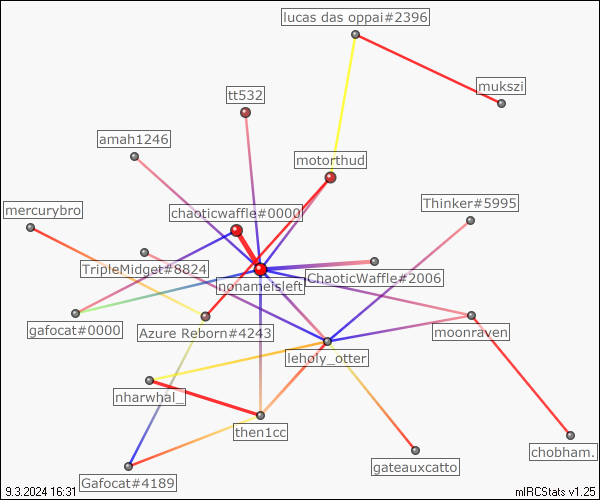 lucas das oppai#2396
mukszi
tt532
amah1246
motorthud
Thinker#5995
mercurybro
chaoticwaffle#0000
TripleMidget#8824
ChaoticWaffle#2006
nonameisleft
gafocat#0000
Azure Reborn#4243
moonraven
leholy_otter
nharwhal_
then1cc
chobham.
gateauxcatto
Gafocat#4189
9.3.2024 16:31
mIRCStats v1.25